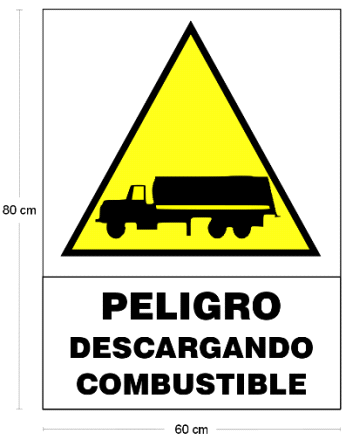 80 cm
PELIGRO
DESCARGANDO
COMBUSTIBLE
60 cm